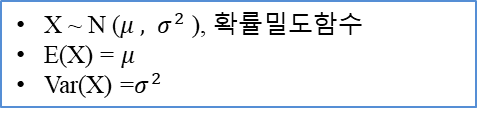 • X ~ N (μ , σ²), 확률밀도함수
• E(X) = μ
• Var(X) =σ²